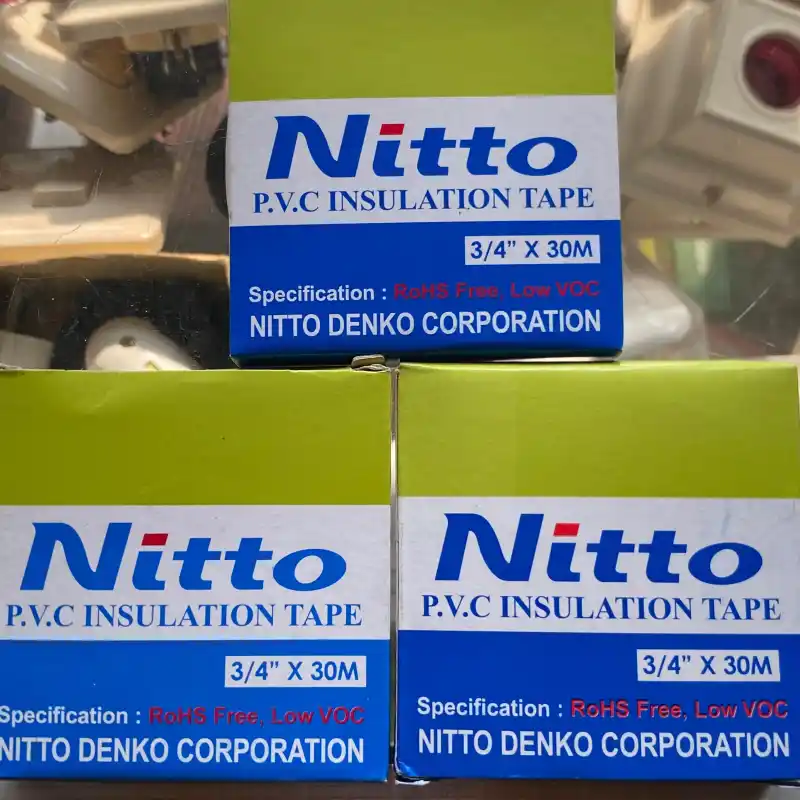 Nitto
P.V.C INSULATION TAPE
3/4” X 30M
Specification : RoHS Free, Low VOC
NITTO DENKO CORPORATION
Nitto
P.V.C INSULATION TAPE
3/4” X 30M
Specification : RoHS Free, Low VOC
NITTO DENKO CORPORATION
Nitto
P.V.C INSULATION TAPE
3/4” X 30M
Specification : RoHS Free, Low VOC
NITTO DENKO CORPORATION